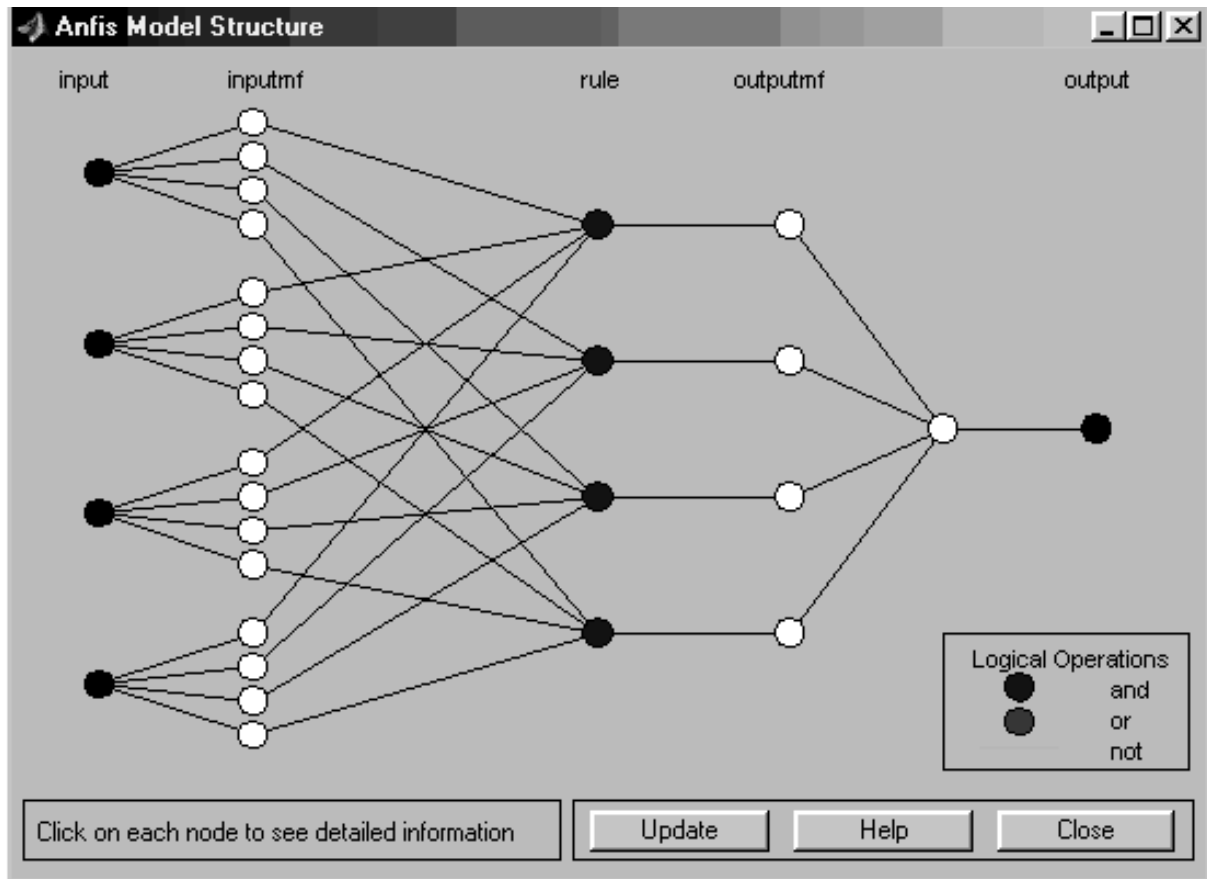 Anfis Model Structure
input inputmf rule outputmf output
Logical Operations
and
or
not
Click on each node to see detailed information
Update Help Close